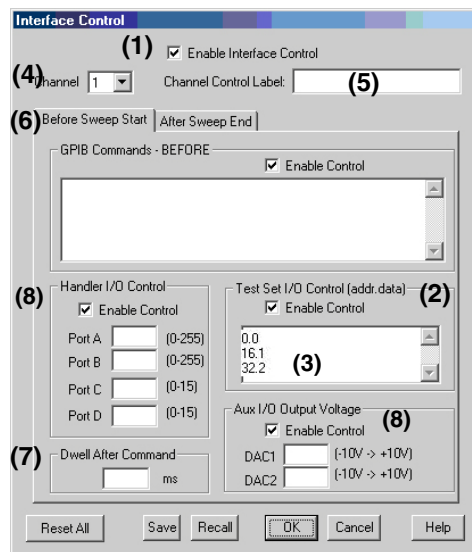 Interface Control
(1) Enable Interface Control
(4) Channel 1 Channel Control Label: (5)
(6) Before Sweep Start After Sweep End
GPIB Commands - BEFORE
Enable Control
(8) Handler I/O Control
Enable Control
Port A (0-255)
Port B (0-255)
Port C (0-15)
Port D (0-15)
Test Set I/O Control (addr.data) (2)
Enable Control
0.0
16.1
32.2
(3)
Aux I/O Output Voltage
(8)
Enable Control
DAC1 (-10V -> +10V)
DAC2 (-10V -> +10V)
(7) Dwell After Command
ms
Reset All Save Recall OK Cancel Help